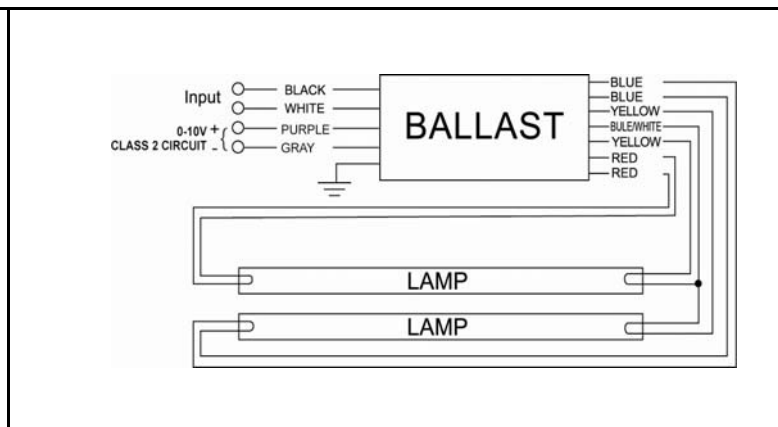 Input
BLACK
WHITE
0-10V +
PURPLE
CLASS 2 CIRCUIT -
GRAY
BALLAST
BLUE
BLUE
YELLOW
BULE/WHITE
YELLOW
RED
RED
LAMP
LAMP